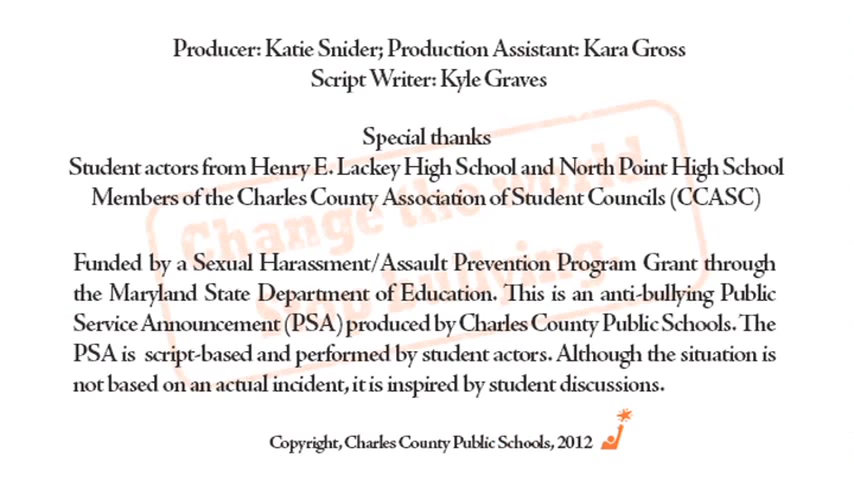 Producer: Katie Snider; Production Assistant: Kara Gross
Script Writer: Kyle Graves
Special thanks
Student actors from Henry E. Lackey High School and North Point High School
Members of the Charles County Association of Student Councils (CCASC)
Change the world
Stop bullying.
Funded by a Sexual Harassment/Assault Prevention Program Grant through
the Maryland State Department of Education. This is an anti-bullying Public
Service Announcement (PSA) produced by Charles County Public Schools. The
PSA is script-based and performed by student actors. Although the situation is
not based on an actual incident, it is inspired by student discussions.
Copyright, Charles County Public Schools, 2012